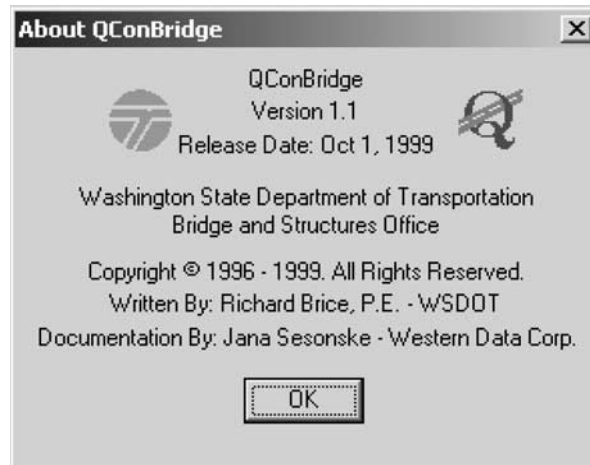 About QConBridge
QConBridge
Version 1.1
Release Date: Oct 1, 1999
Washington State Department of Transportation
Bridge and Structures Office
Copyright © 1996 - 1999. All Rights Reserved.
Written By: Richard Brice, P.E. - WSDOT
Documentation By: Jana Sesonske - Western Data Corp.
OK